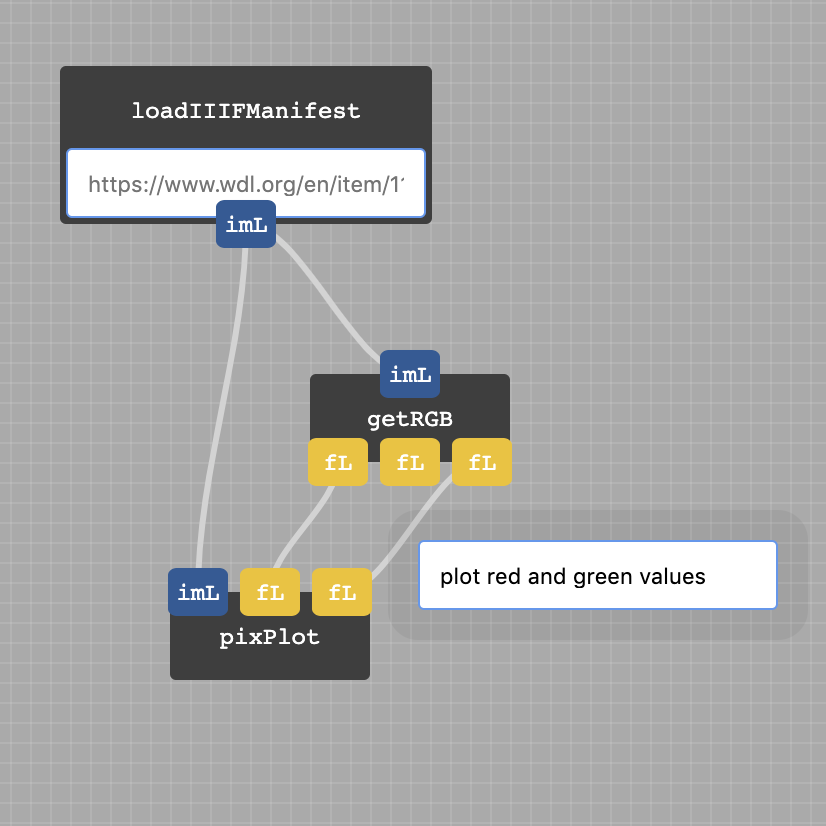 loadIIIFManifest
https://www.wdl.org/en/item/1
imL
imL
getRGB
fL fL fL
plot red and green values
imL fL fL
pixPlot